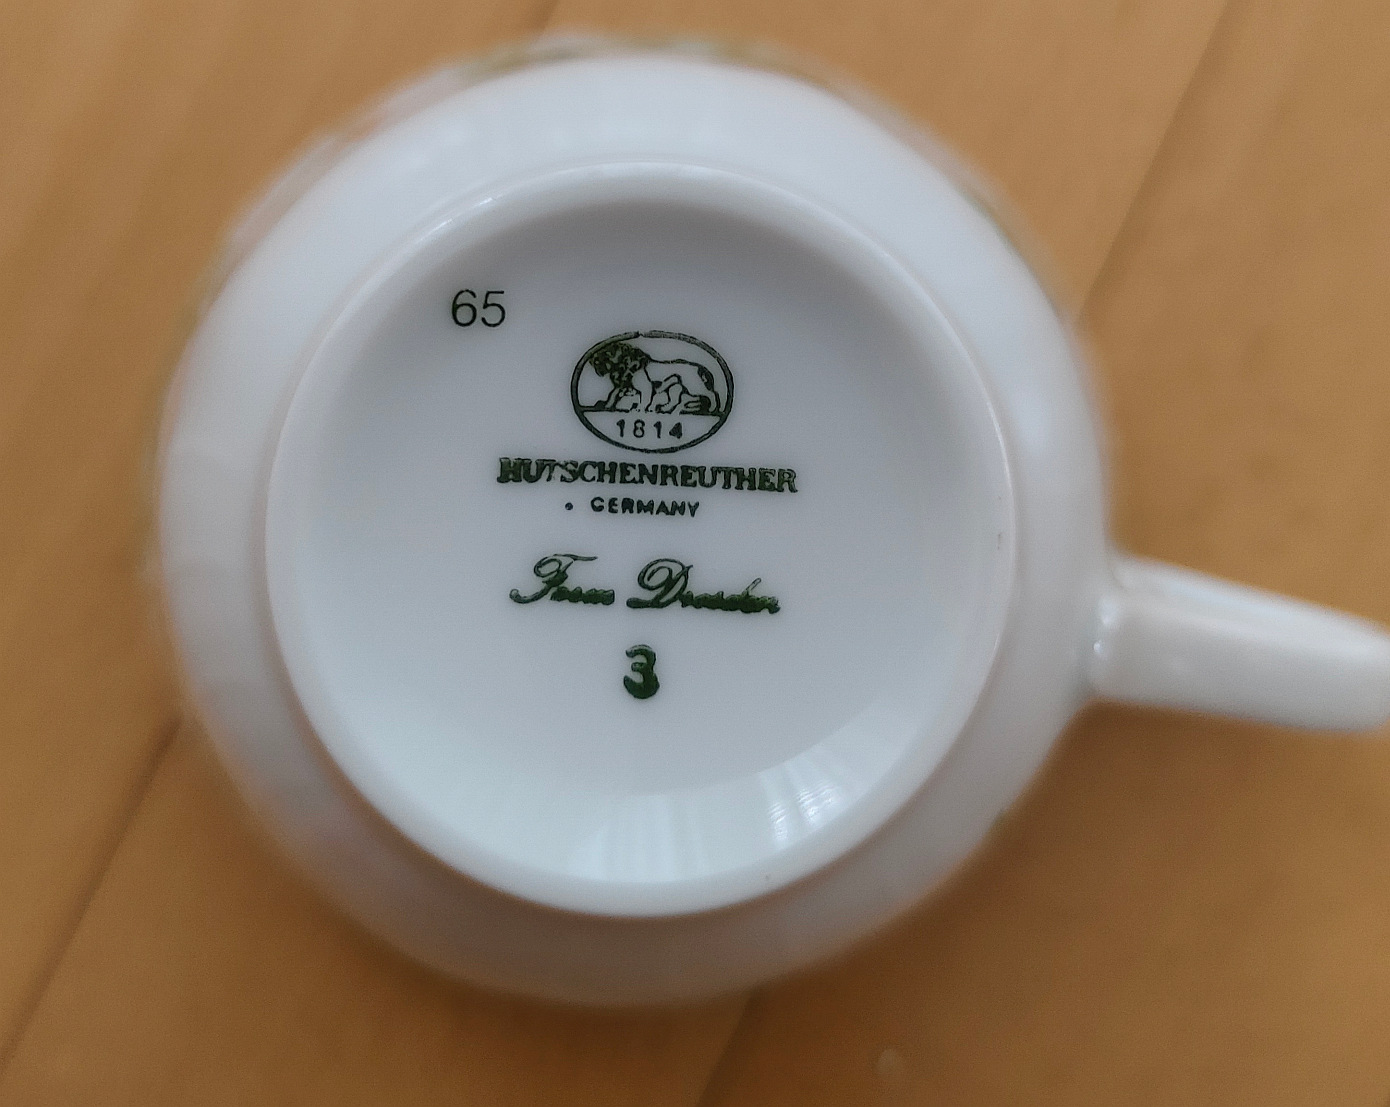 65
1814
HUTSCHENREUTHER
GERMANY
Form Dresden
3